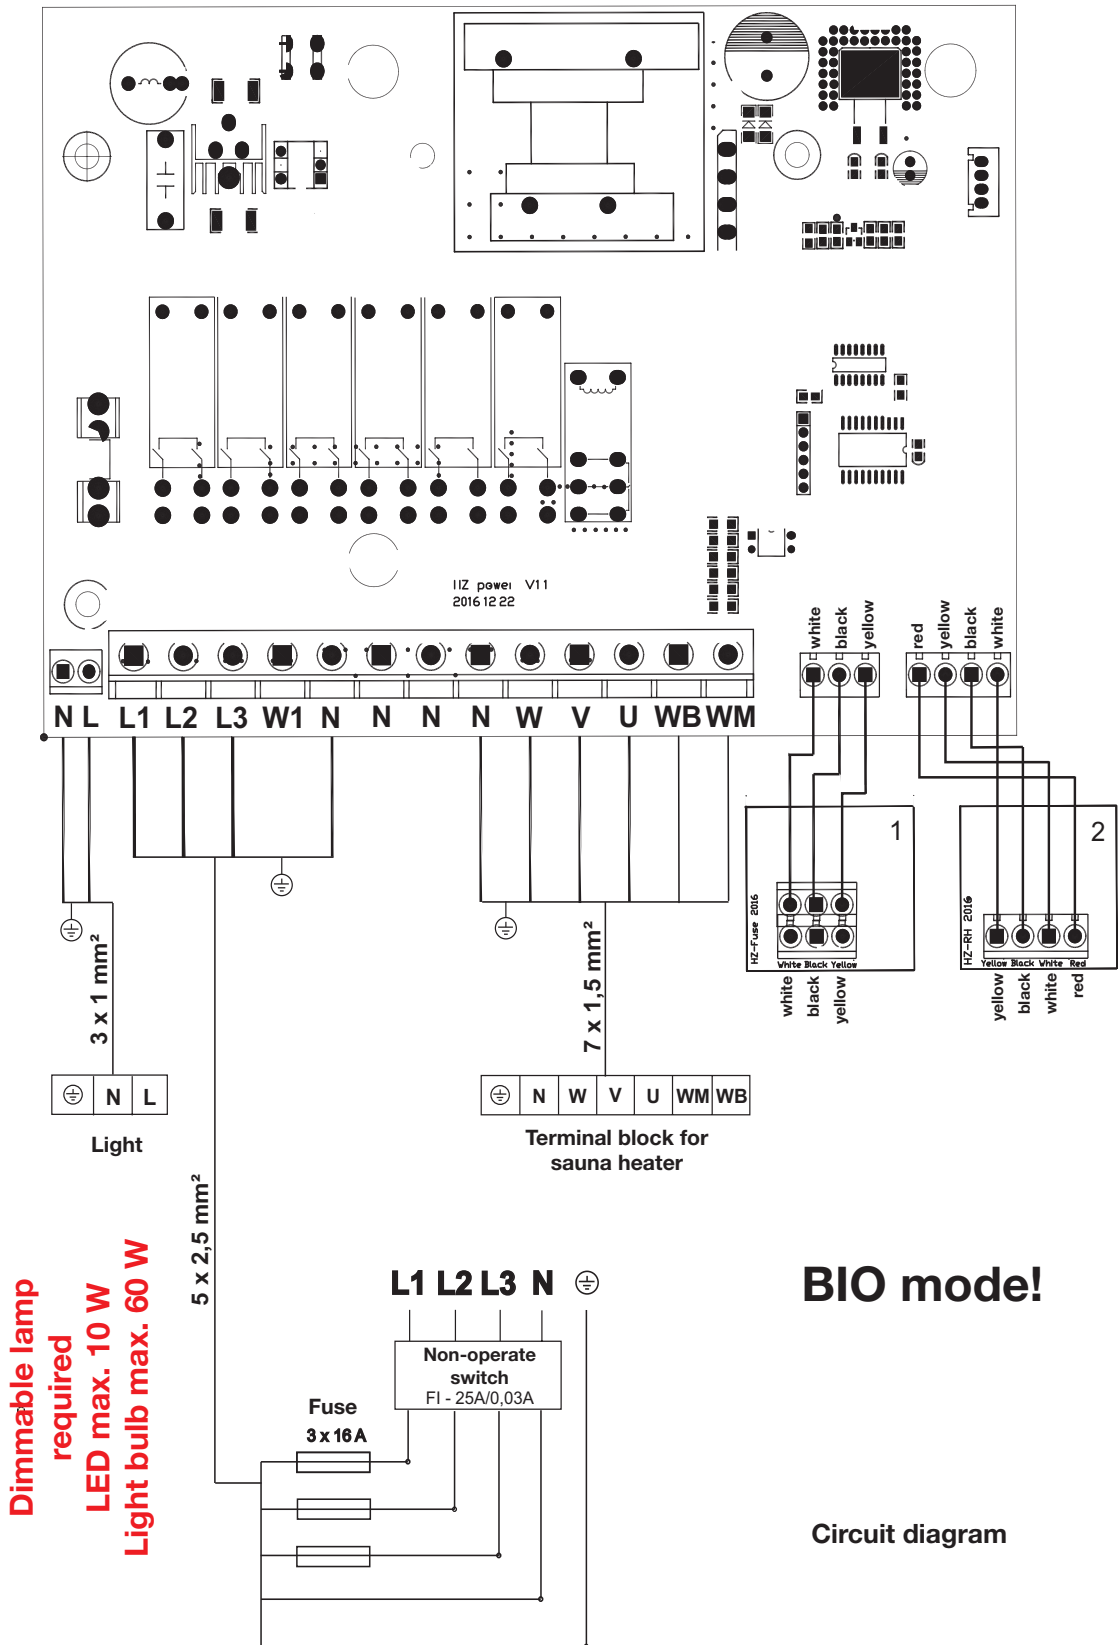 IIZ power V11
2016 12 22
white
black
yellow
red
yellow
black
white
N L L1 L2 L3 W1 N N N N W V U WB WM
1
HZ-Fuse 2016
White Black Yellow
white
black
yellow
2
HZ-RH 2016
Yellow Black White Red
yellow
black
white
red
3 x 1 mm²
7 x 1,5 mm²
N L
Light
N W V U WM WB
Terminal block for
sauna heater
5 x 2,5 mm²
Dimmable lamp
required
LED max. 10 W
Light bulb max. 60 W
L1 L2 L3 N
Non-operate
switch
FI - 25A/0,03A
Fuse
3 x 16 A
BIO mode!
Circuit diagram